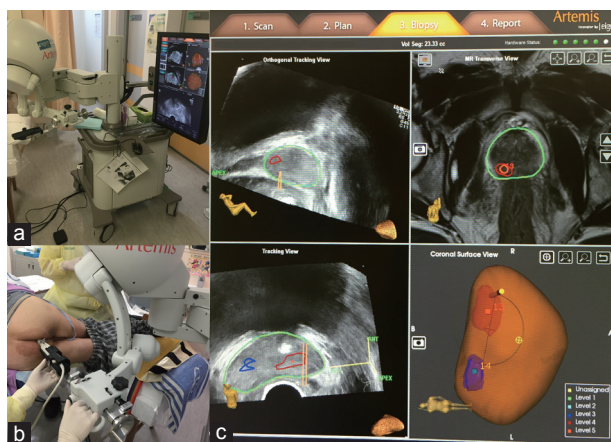 1. Scan
2. Plan
3. Biopsy
4. Report
Artemis
Vol Seg: 23.33 cc
Hardware Status:
Orthogonal Tracking View
MR Transverse View
APEX
a
Artemis
b
Tracking View
ANT
APEX
c
Coronal Surface View
R
B
A
L
14
Unassigned
Level 1
Level 2
Level 3
Level 4
Level 5